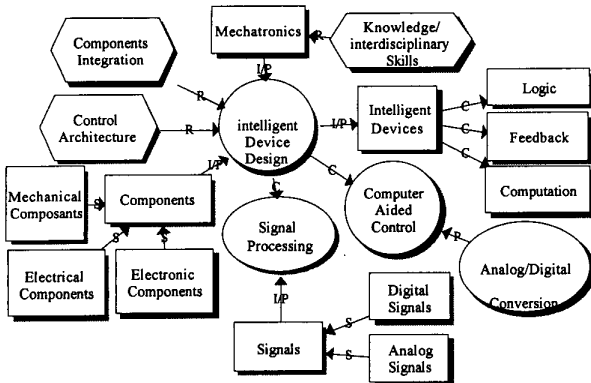 Components
Integration
Mechatronics
R
Knowledge/
interdisciplinary
Skills
I/P
R
Control
Architecture
R
intelligent
Device
Design
I/P
Intelligent
Devices
C
Logic
C
Feedback
C
Computation
I/P
Mechanical
Composants
S
Components
C
C
Signal
Processing
Computer
Aided
Control
S
S
Electrical
Components
Electronic
Components
P
Analog/Digital
Conversion
I/P
Digital
Signals
S
Signals
S
Analog
Signals